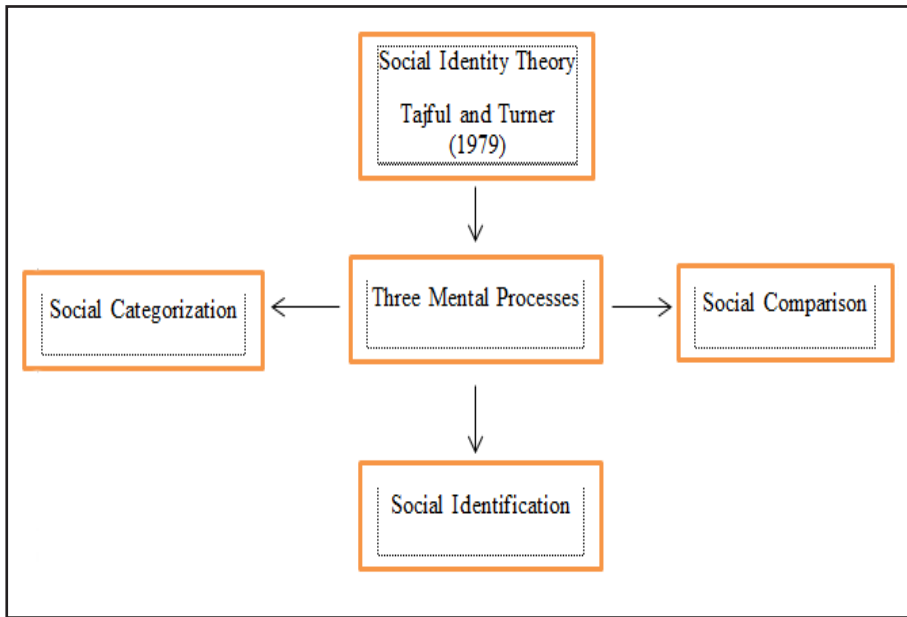 Social Identity Theory
Tajful and Turner
(1979)
Social Categorization
Three Mental Processes
Social Comparison
Social Identification